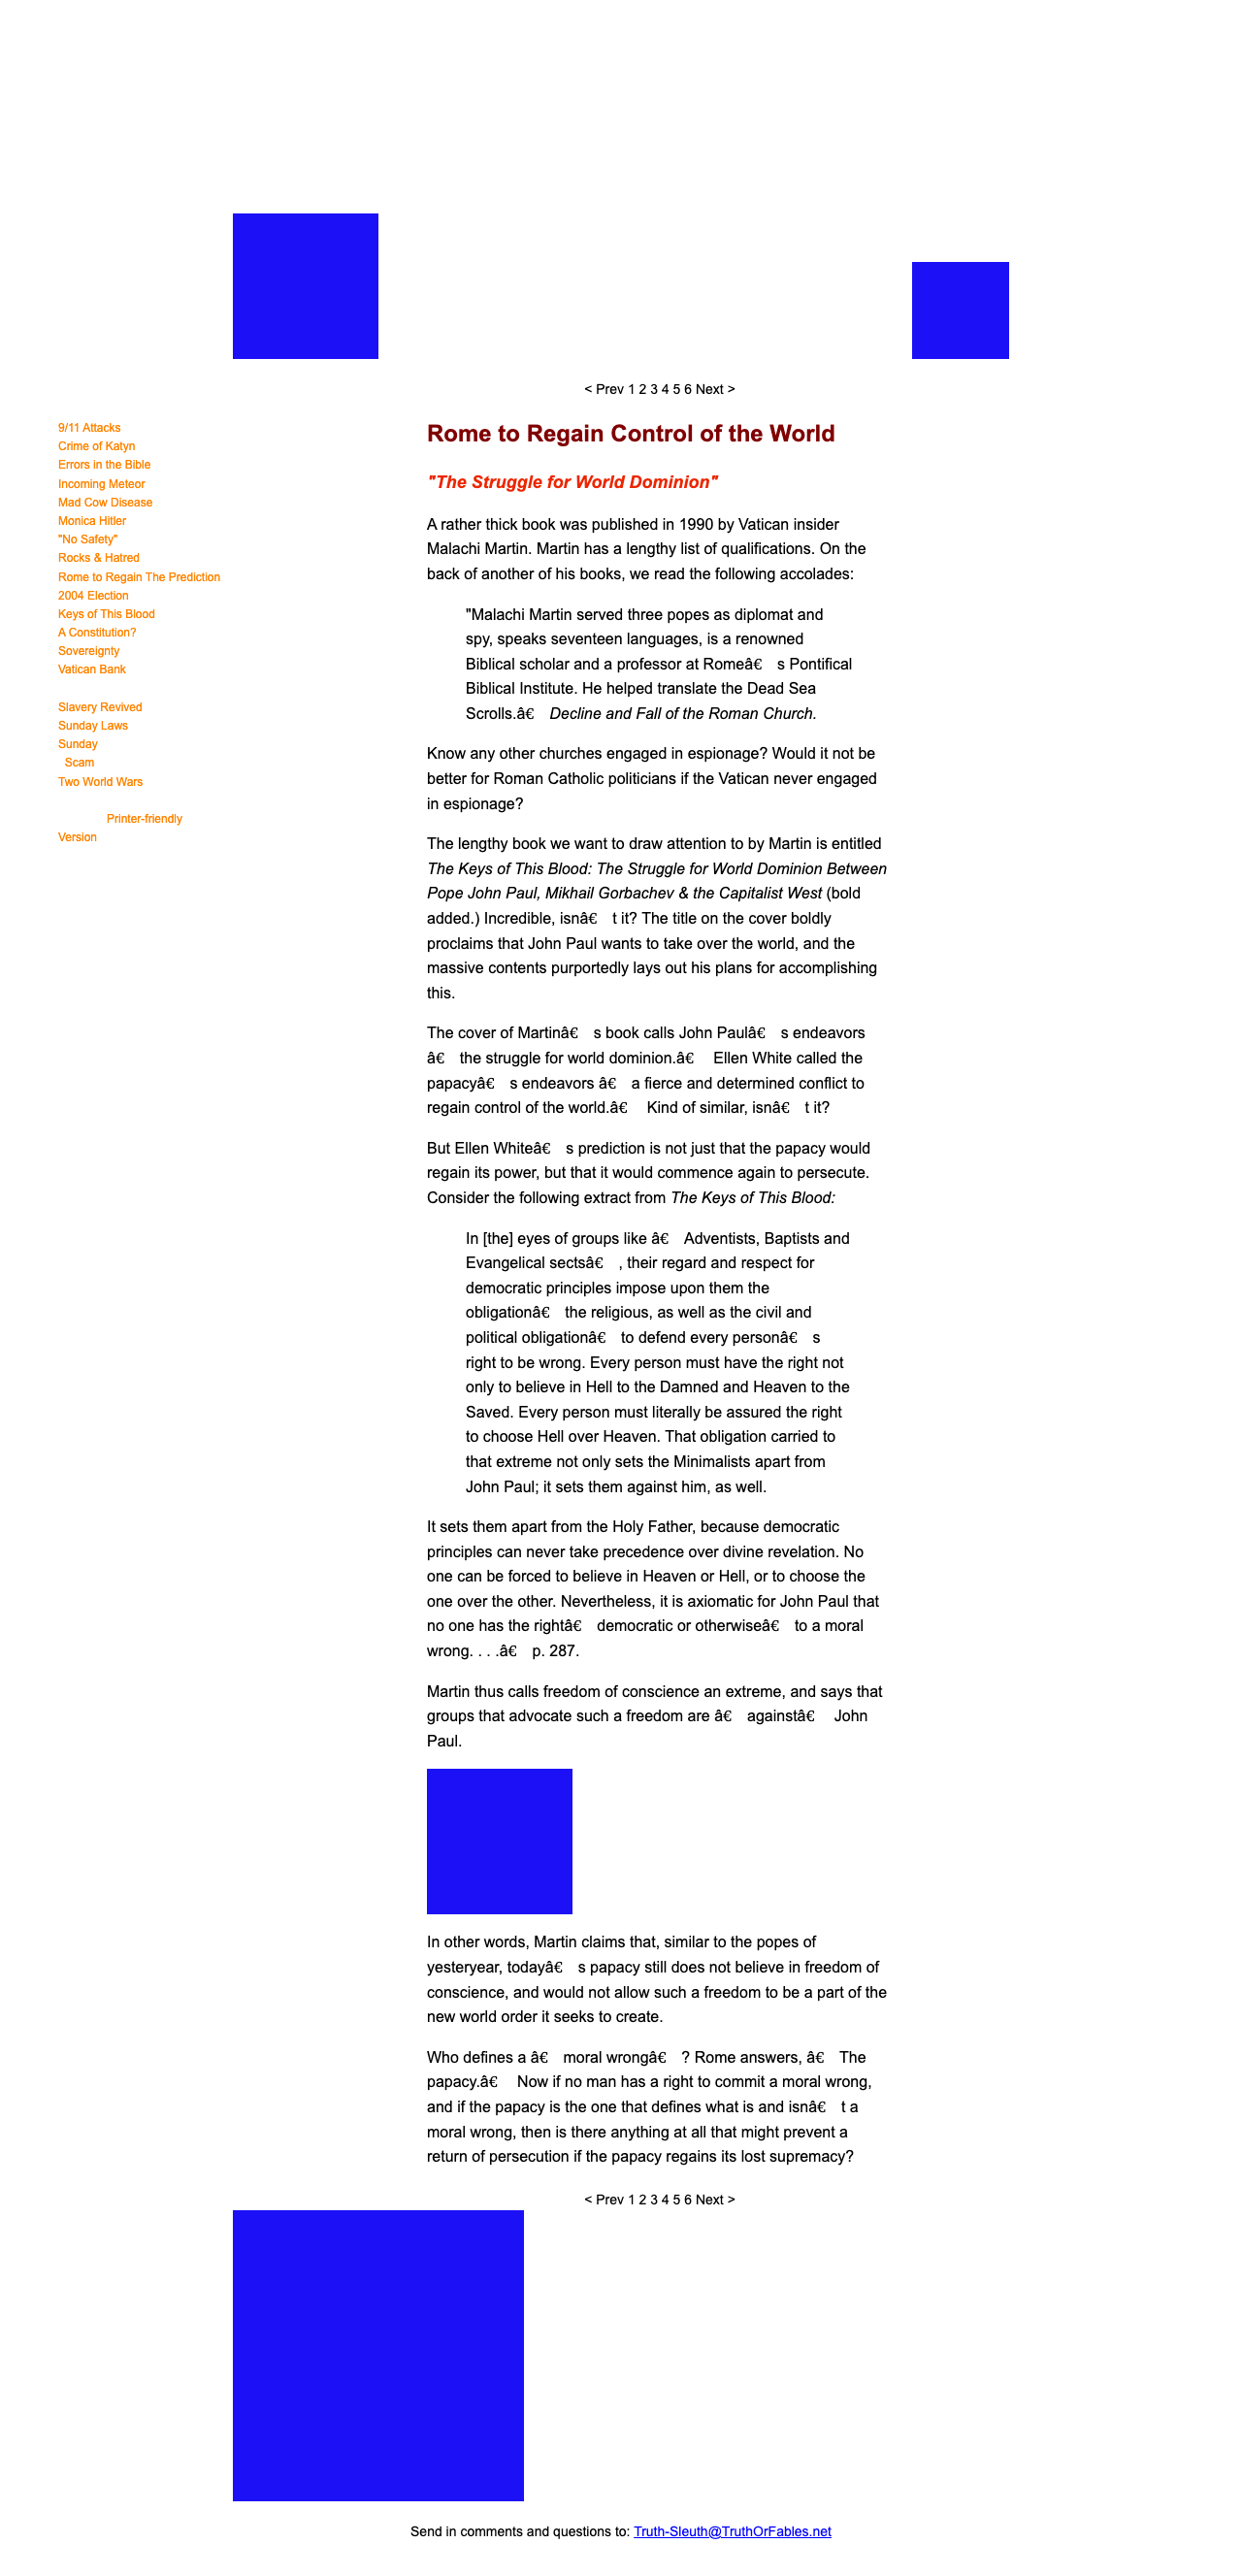 < Prev 1 2 3 4 5 6 Next >
9/11 Attacks
Crime of Katyn
Errors in the Bible
Incoming Meteor
Mad Cow Disease
Monica Hitler
"No Safety"
Rocks & Hatred
Rome to Regain The Prediction
2004 Election
Keys of This Blood
A Constitution?
Sovereignty
Vatican Bank
Slavery Revived
Sunday Laws
Sunday
Scam
Two World Wars
Printer-friendly
Version
Rome to Regain Control of the World
"The Struggle for World Dominion"
A rather thick book was published in 1990 by Vatican insider
Malachi Martin. Martin has a lengthy list of qualifications. On the
back of another of his books, we read the following accolades:
"Malachi Martin served three popes as diplomat and
spy, speaks seventeen languages, is a renowned
Biblical scholar and a professor at Romeâ€ s Pontifical
Biblical Institute. He helped translate the Dead Sea
Scrolls.â€ Decline and Fall of the Roman Church.
Know any other churches engaged in espionage? Would it not be
better for Roman Catholic politicians if the Vatican never engaged
in espionage?
The lengthy book we want to draw attention to by Martin is entitled
The Keys of This Blood: The Struggle for World Dominion Between
Pope John Paul, Mikhail Gorbachev & the Capitalist West (bold
added.) Incredible, isnâ€ t it? The title on the cover boldly
proclaims that John Paul wants to take over the world, and the
massive contents purportedly lays out his plans for accomplishing
this.
The cover of Martinâ€ s book calls John Paulâ€ s endeavors
â€ the struggle for world dominion.â€ Ellen White called the
papacyâ€ s endeavors â€ a fierce and determined conflict to
regain control of the world.â€ Kind of similar, isnâ€ t it?
But Ellen Whiteâ€ s prediction is not just that the papacy would
regain its power, but that it would commence again to persecute.
Consider the following extract from The Keys of This Blood:
In [the] eyes of groups like â€ Adventists, Baptists and
Evangelical sectsâ€ , their regard and respect for
democratic principles impose upon them the
obligationâ€ the religious, as well as the civil and
political obligationâ€ to defend every personâ€ s
right to be wrong. Every person must have the right not
only to believe in Hell to the Damned and Heaven to the
Saved. Every person must literally be assured the right
to choose Hell over Heaven. That obligation carried to
that extreme not only sets the Minimalists apart from
John Paul; it sets them against him, as well.
It sets them apart from the Holy Father, because democratic
principles can never take precedence over divine revelation. No
one can be forced to believe in Heaven or Hell, or to choose the
one over the other. Nevertheless, it is axiomatic for John Paul that
no one has the rightâ€ democratic or otherwiseâ€ to a moral
wrong. . . .â€ p. 287.
Martin thus calls freedom of conscience an extreme, and says that
groups that advocate such a freedom are â€ againstâ€ John
Paul.
In other words, Martin claims that, similar to the popes of
yesteryear, todayâ€ s papacy still does not believe in freedom of
conscience, and would not allow such a freedom to be a part of the
new world order it seeks to create.
Who defines a â€ moral wrongâ€ ? Rome answers, â€ The
papacy.â€ Now if no man has a right to commit a moral wrong,
and if the papacy is the one that defines what is and isnâ€ t a
moral wrong, then is there anything at all that might prevent a
return of persecution if the papacy regains its lost supremacy?
< Prev 1 2 3 4 5 6 Next >
Send in comments and questions to: Truth-Sleuth@TruthOrFables.net